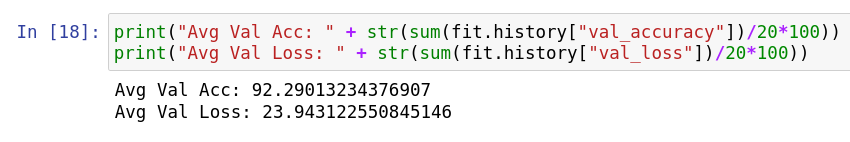 In [18]: print("Avg Val Acc: " + str(sum(fit.history["val_accuracy"])/20*100))
print("Avg Val Loss: " + str(sum(fit.history["val_loss"])/20*100))
Avg Val Acc: 92.29013234376907
Avg Val Loss: 23.943122550845146